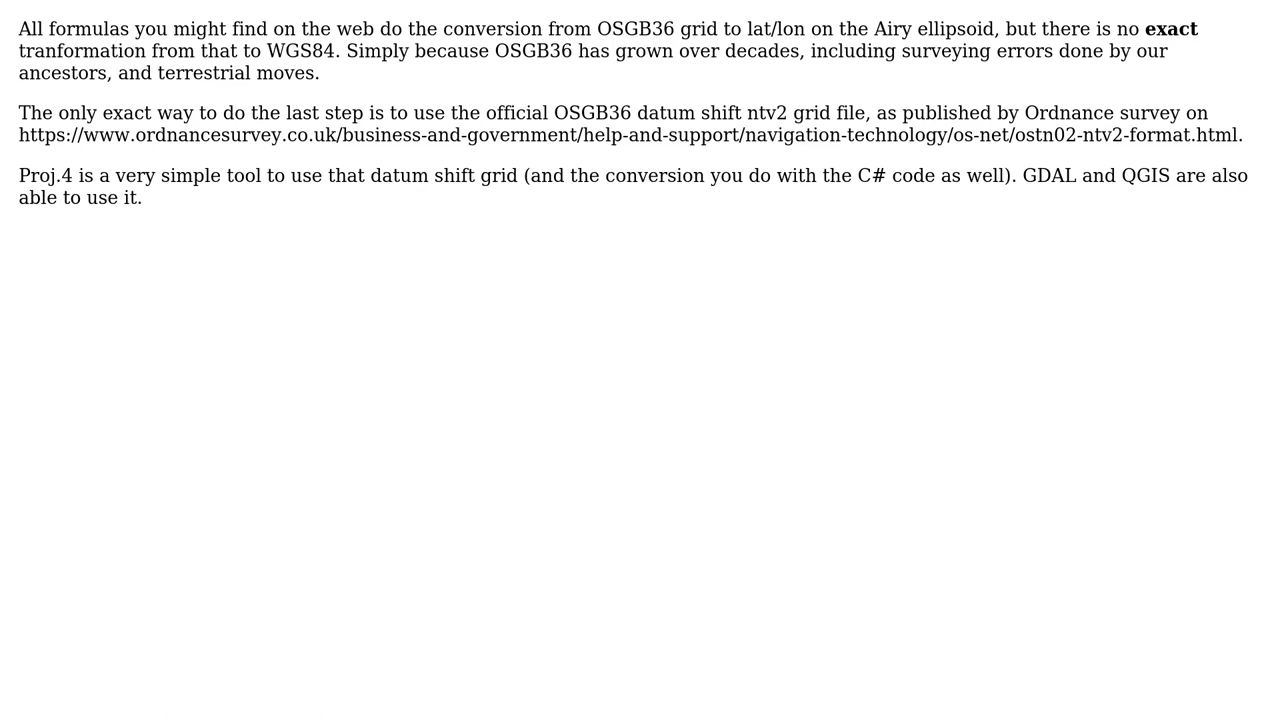 All formulas you might find on the web do the conversion from OSGB36 grid to lat/lon on the Airy ellipsoid, but there is no exact
tranformation from that to WGS84. Simply because OSGB36 has grown over decades, including surveying errors done by our
ancestors, and terrestrial moves.
The only exact way to do the last step is to use the official OSGB36 datum shift ntv2 grid file, as published by Ordnance survey on
https://www.ordnancesurvey.co.uk/business-and-government/help-and-support/navigation-technology/os-net/ostn02-ntv2-format.html.
Proj.4 is a very simple tool to use that datum shift grid (and the conversion you do with the C# code as well). GDAL and QGIS are also
able to use it.